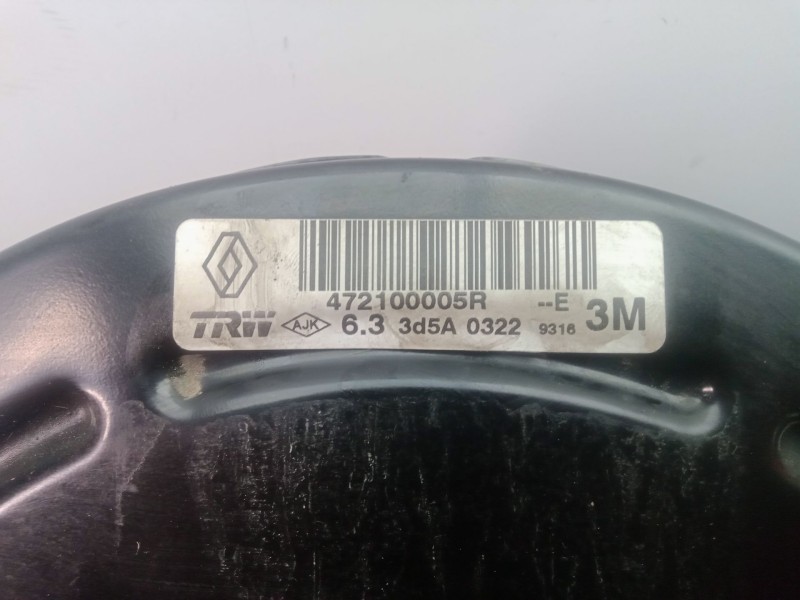 472100005R --E
TRW AJK 6.3 3d5A 0322 9316 3M